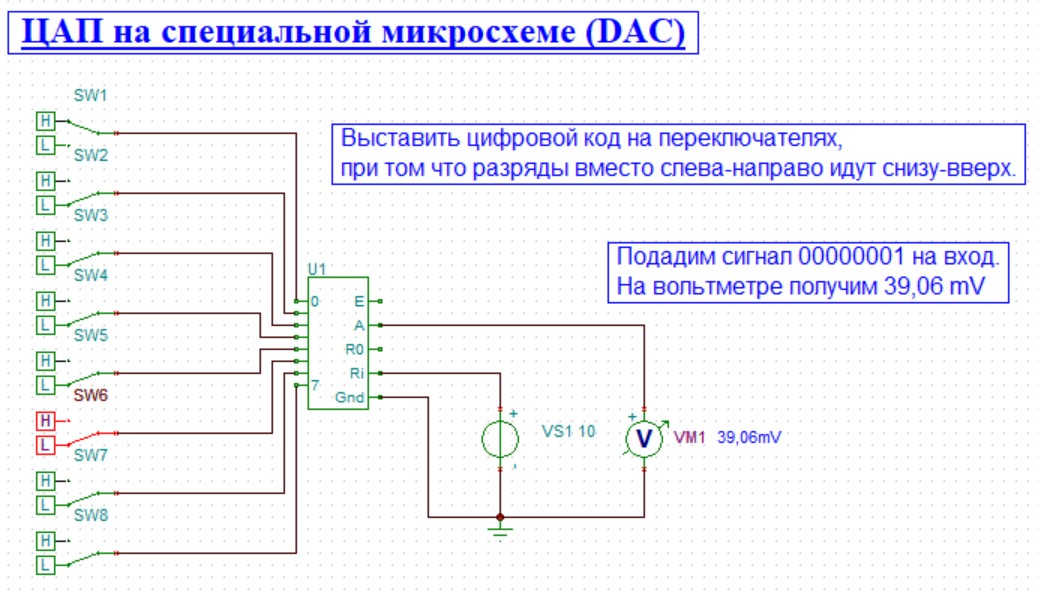 ЦАП на специальной микросхеме (DAC)
SW1
H
L
SW2
Выставить цифровой код на переключателях,
при том что разряды вместо слева-направо идут снизу-вверх.
H
L
SW3
H
L
SW4
Подадим сигнал 00000001 на вход.
На вольтметре получим 39,06 mV
U1
H
L
SW5
0
E
A
R0
Ri
7
Gnd
H
L
SW6
H
L
SW7
+
VS1 10
-
+
V
VM1 39,06mV
H
L
SW8
H
L